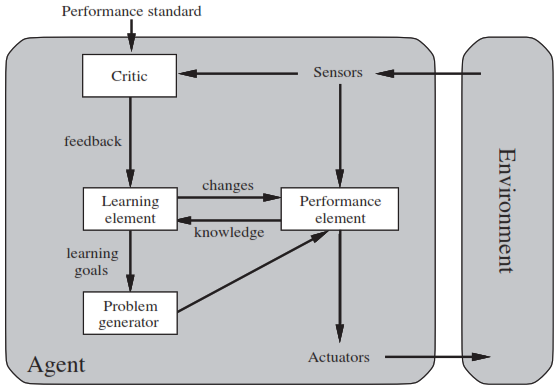 Performance standard
Critic
Sensors
feedback
Learning
element
changes
knowledge
Performance
element
Environment
learning
goals
Problem
generator
Actuators
Agent